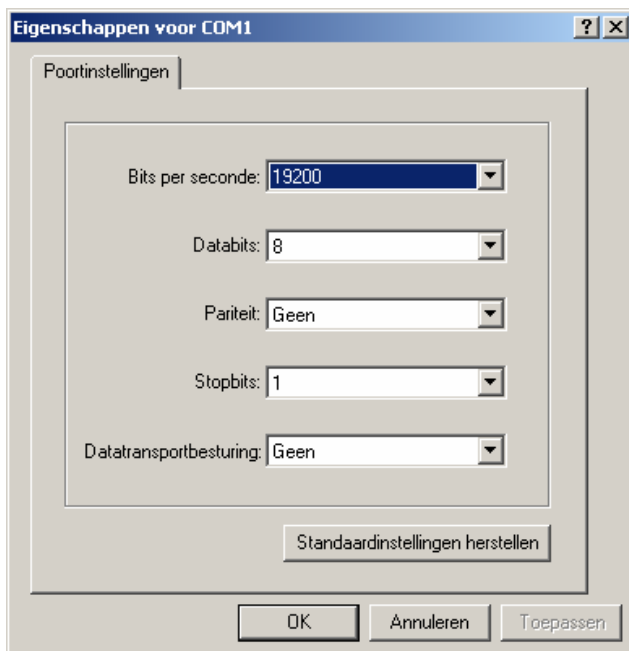 Eigenschappen voor COM1
Poortinstellingen
Bits per seconde: 19200
Databits: 8
Pariteit: Geen
Stopbits: 1
Datatransportbesturing: Geen
Standaardinstellingen herstellen
OK Annuleren Toepassen